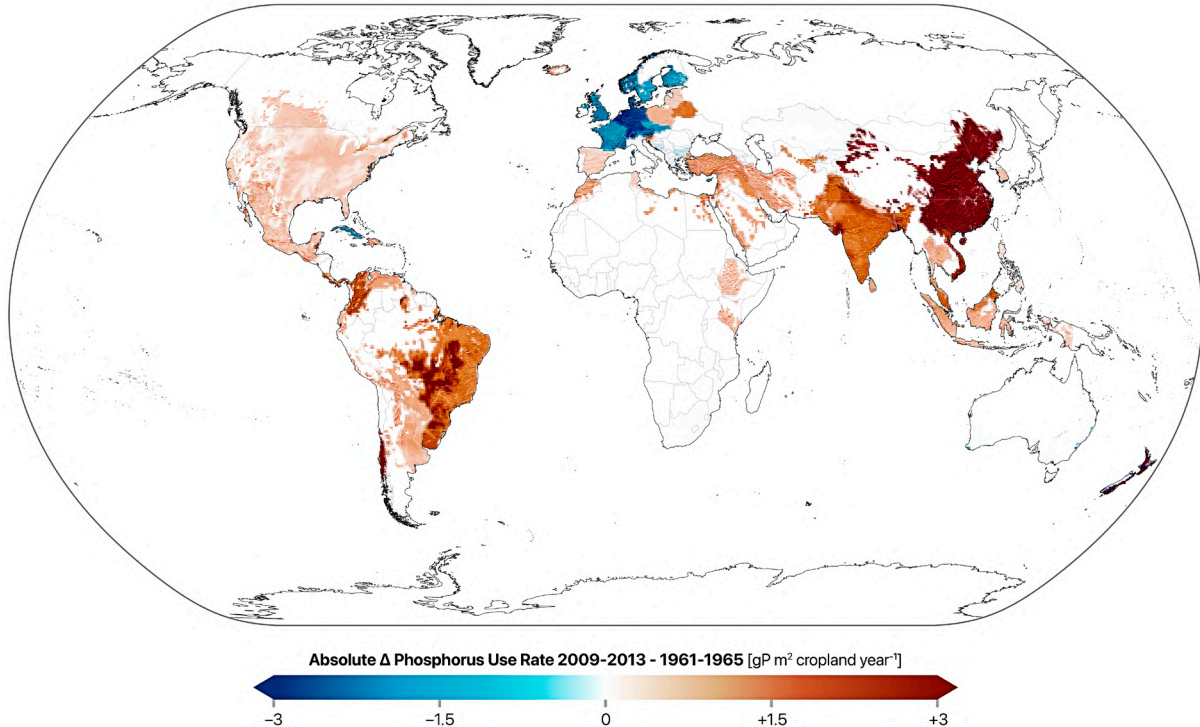 Absolute Δ Phosphorus Use Rate 2009-2013 - 1961-1965 [gP m² cropland year⁻¹]
−3 −1.5 0 +1.5 +3